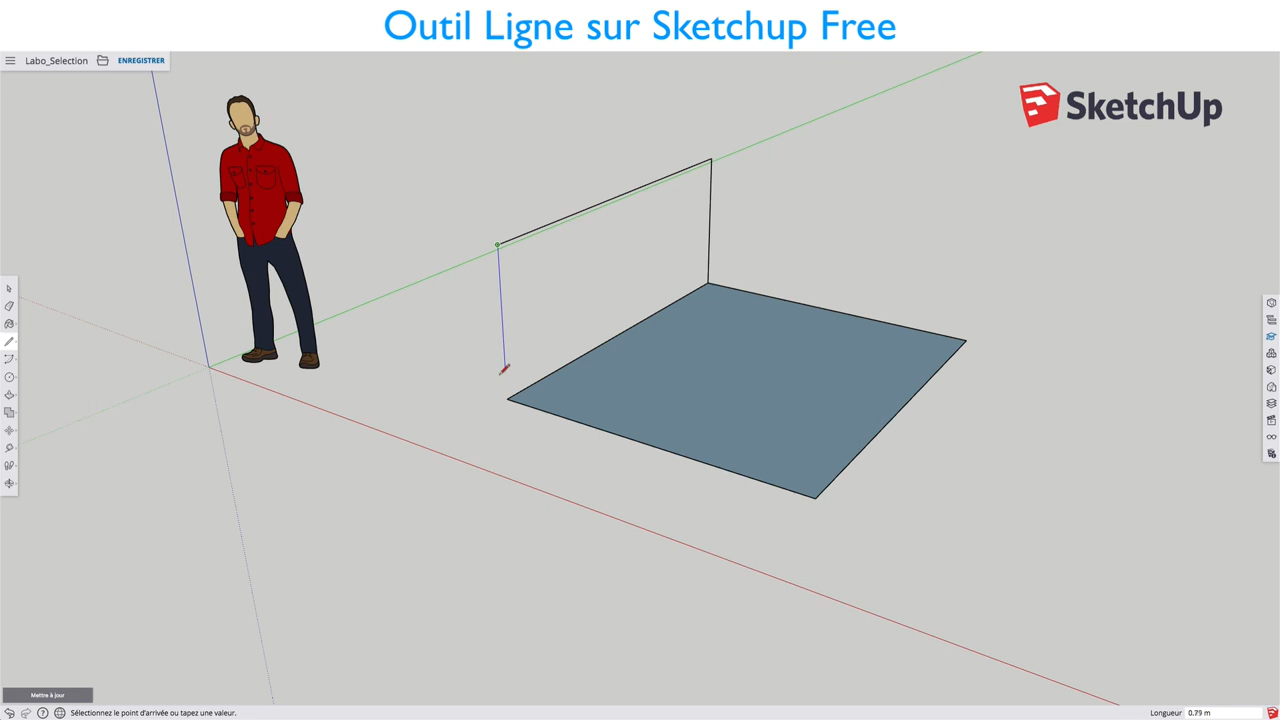 Outil Ligne sur Sketchup Free
Labo_Selection ENREGISTRER
SketchUp
Mettre à jour
Sélectionnez le point d'arrivée ou tapez une valeur.
Longueur 0.79 m